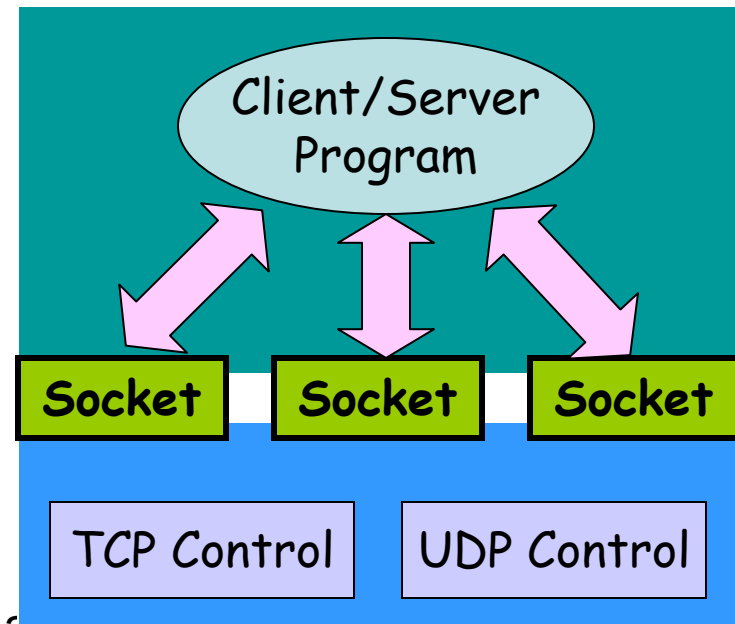 Client/Server
Program
Socket Socket Socket
TCP Control UDP Control